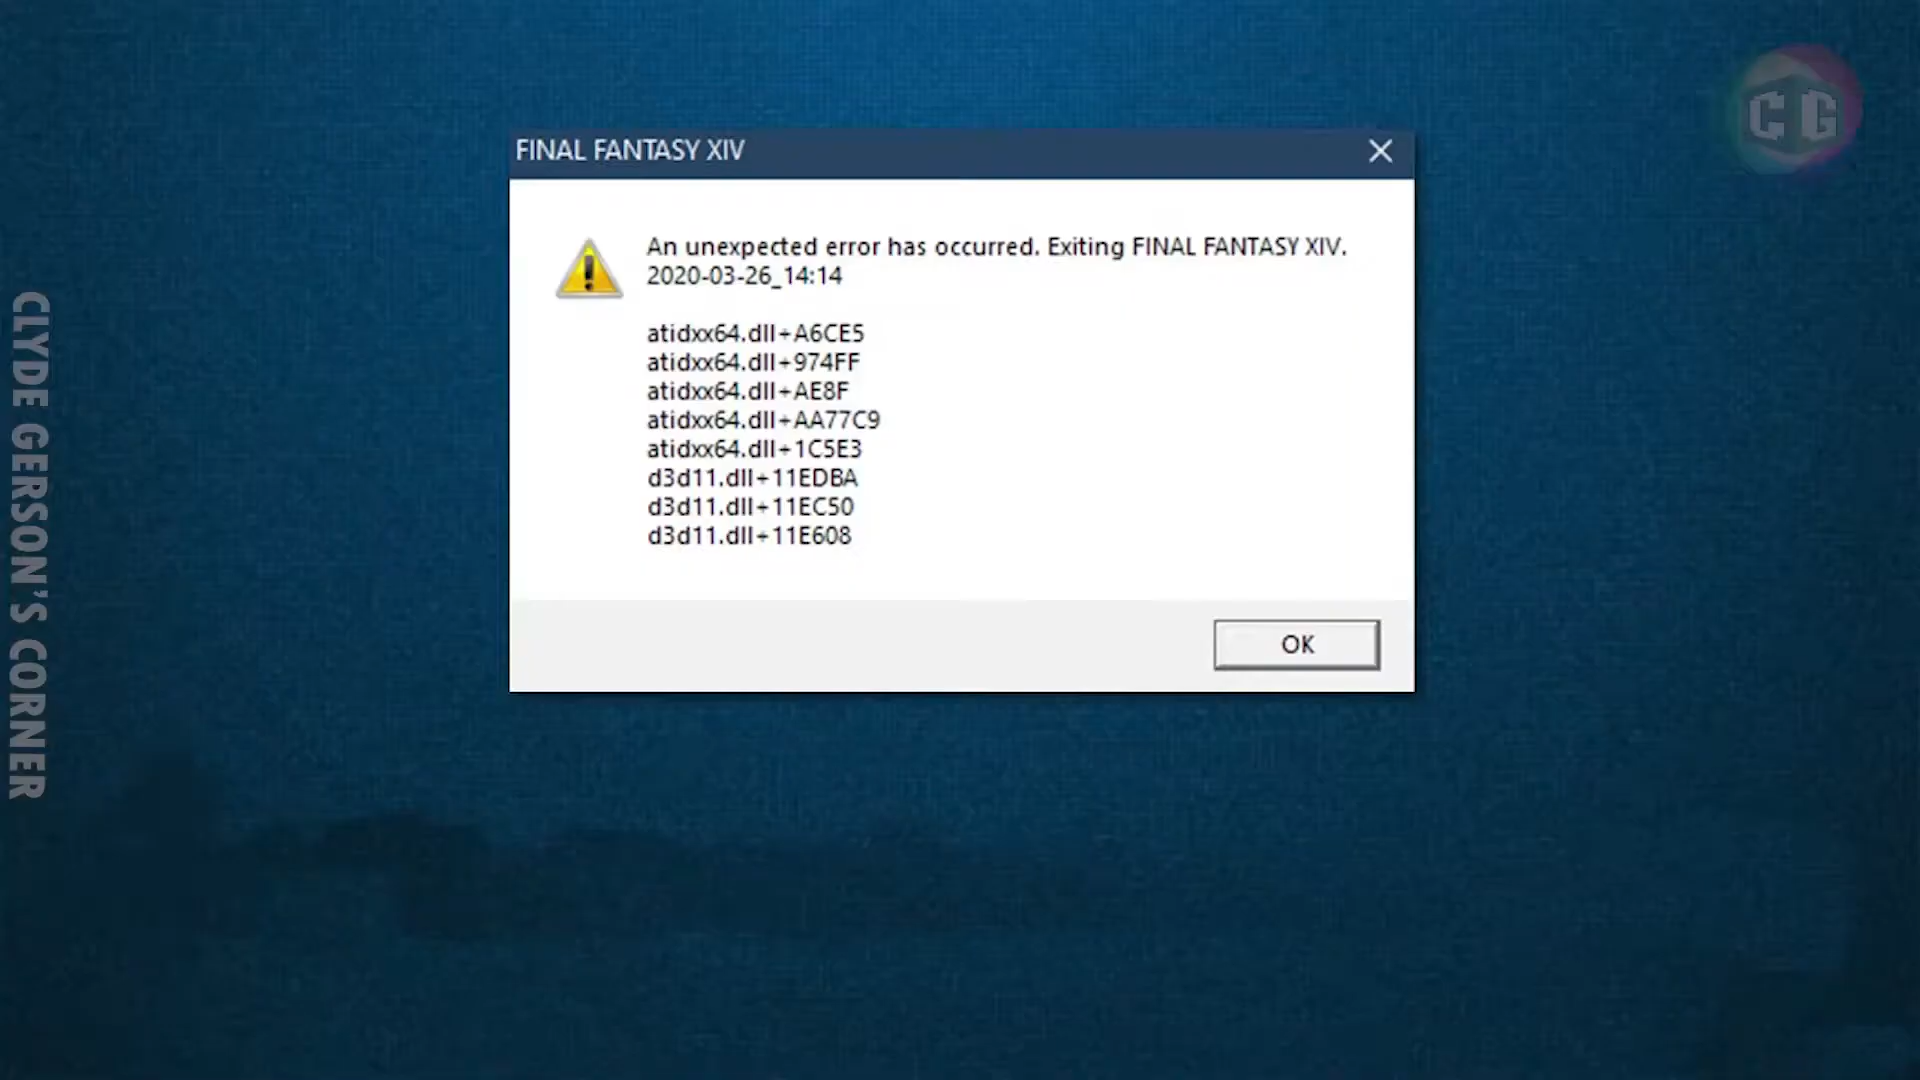 FINAL FANTASY XIV
An unexpected error has occurred. Exiting FINAL FANTASY XIV.
2020-03-26_14:14
atidxx64.dll+A6CE5
atidxx64.dll+974FF
atidxx64.dll+AE8F
atidxx64.dll+AA77C9
atidxx64.dll+1C5E3
d3d11.dll+11EDBA
d3d11.dll+11EC50
d3d11.dll+11E608
OK
CLYDE GERSON'S CORNER
CG